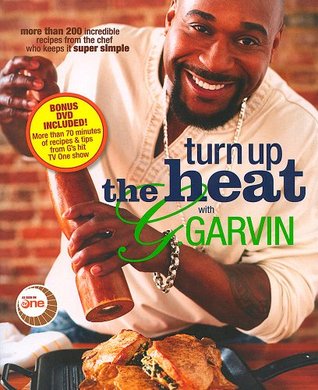 more than 200 incredible
recipes from the chef
who keeps it super simple
BONUS
DVD
INCLUDED!
More than 70 minutes
of recipes & tips
from G's hit
TV One show
turn up
the heat
with
G GARVIN
AS SEEN ON
one